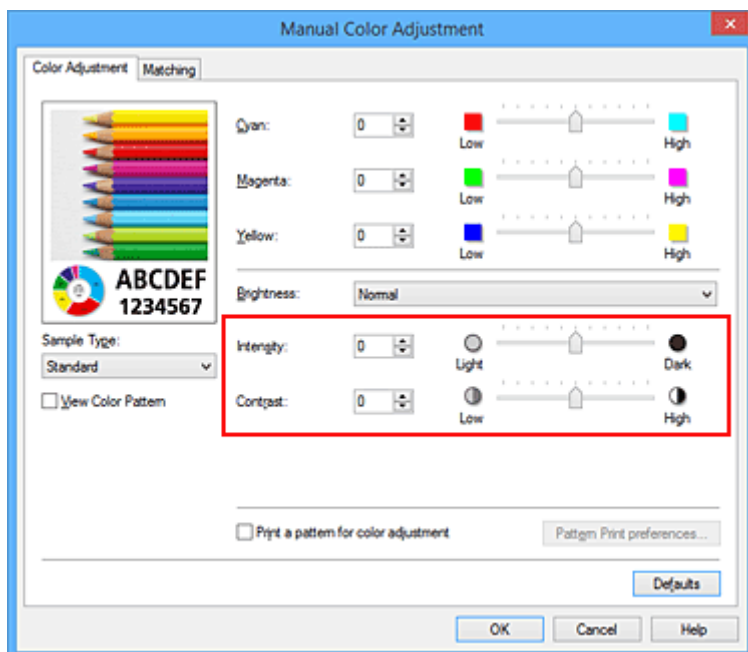 Manual Color Adjustment
Color Adjustment Matching
Cyan: 0 Low High
Magenta: 0 Low High
Yellow: 0 Low High
ABCDEF
1234567
Brightness: Normal
Sample Type:
Standard
View Color Pattern
Intensity: 0 Light Dark
Contrast: 0 Low High
Print a pattern for color adjustment Pattern Print preferences...
Defaults
OK Cancel Help